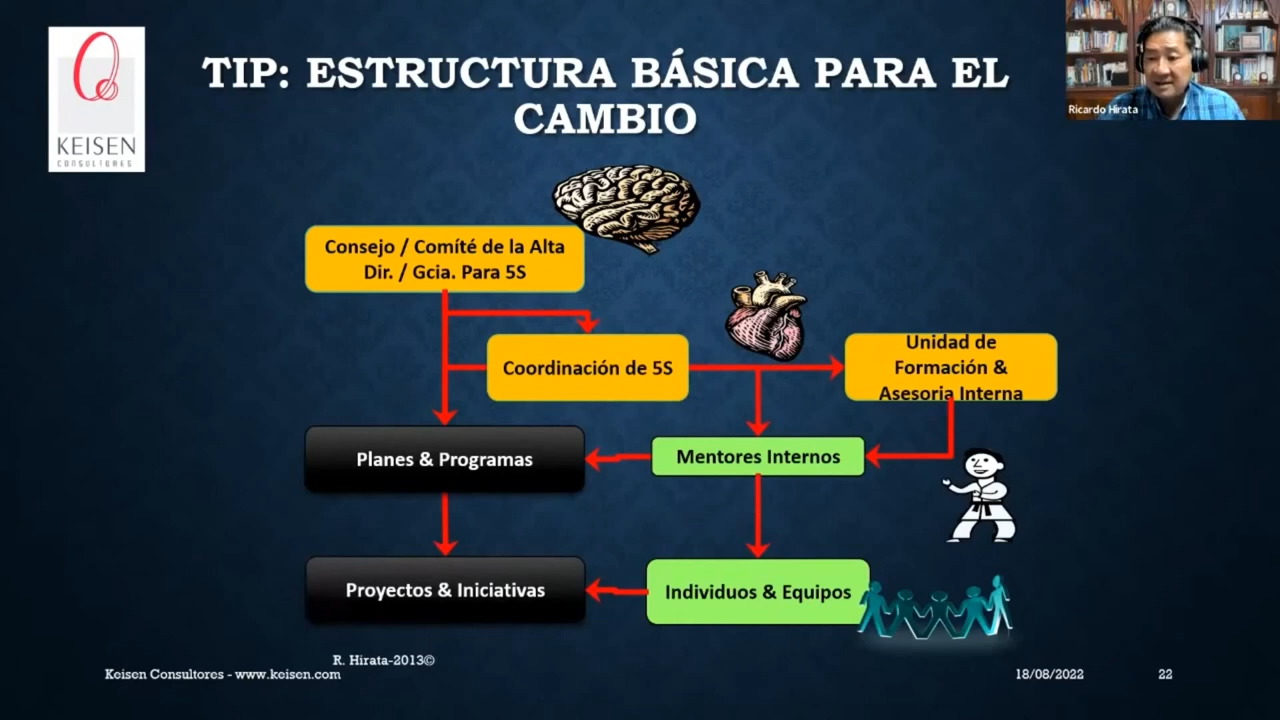 KEISEN
CONSULTORES
TIP: ESTRUCTURA BÁSICA PARA EL
CAMBIO
Ricardo Hirata
Consejo / Comíté de la Alta
Dir. / Gcia. Para 5S
Coordinación de 5S
Unidad de
Formación &
Asesoria Interna
Planes & Programas
Mentores Internos
Proyectos & Iniciativas
Individuos & Equipos
R. Hirata-2013©
Keisen Consultores - www.keisen.com
18/08/2022
22